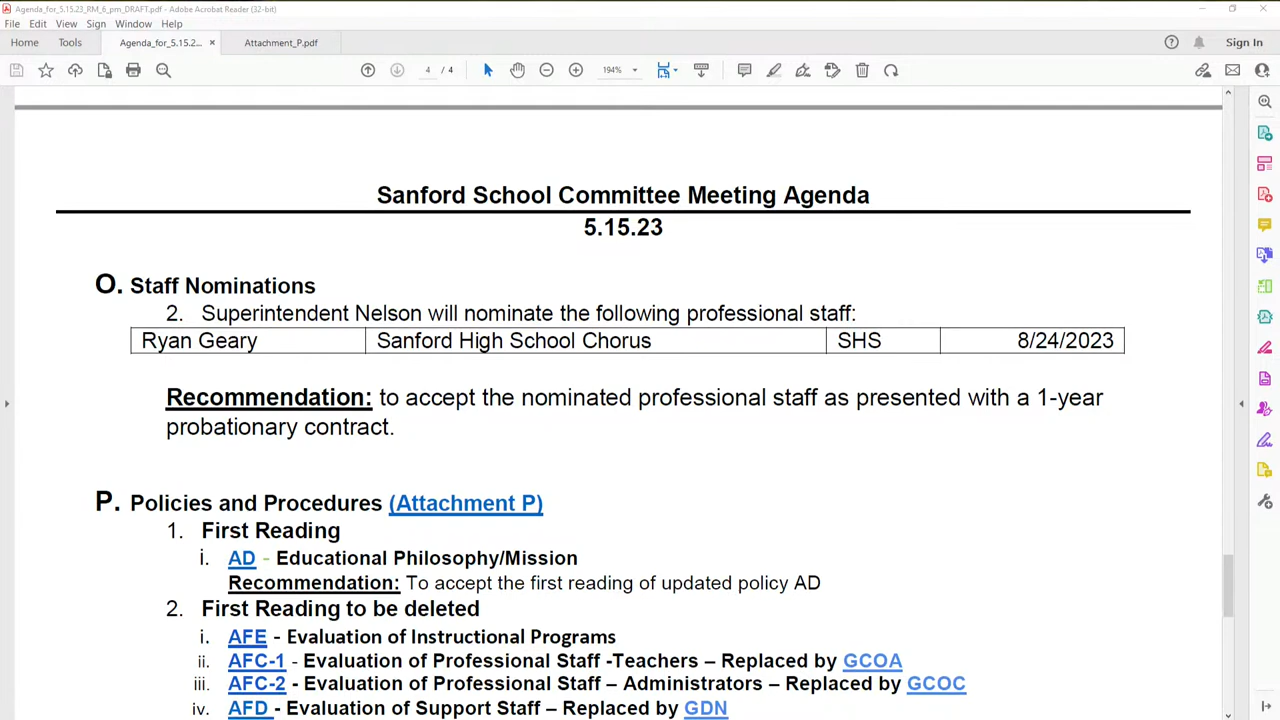 Agenda_for_5.15.23_RM_6_pm_DRAFT.pdf - Adobe Acrobat Reader (32-bit)
File Edit View Sign Window Help
Home Tools Agenda_for_5.15.2... × Attachment_P.pdf Sign In
4 / 4 194%
Sanford School Committee Meeting Agenda
5.15.23
O. Staff Nominations
2. Superintendent Nelson will nominate the following professional staff:
Ryan Geary Sanford High School Chorus SHS 8/24/2023
Recommendation: to accept the nominated professional staff as presented with a 1-year
probationary contract.
P. Policies and Procedures (Attachment P)
1. First Reading
i. AD - Educational Philosophy/Mission
Recommendation: To accept the first reading of updated policy AD
2. First Reading to be deleted
i. AFE - Evaluation of Instructional Programs
ii. AFC-1 - Evaluation of Professional Staff -Teachers – Replaced by GCOA
iii. AFC-2 - Evaluation of Professional Staff – Administrators – Replaced by GCOC
iv. AFD - Evaluation of Support Staff – Replaced by GDN